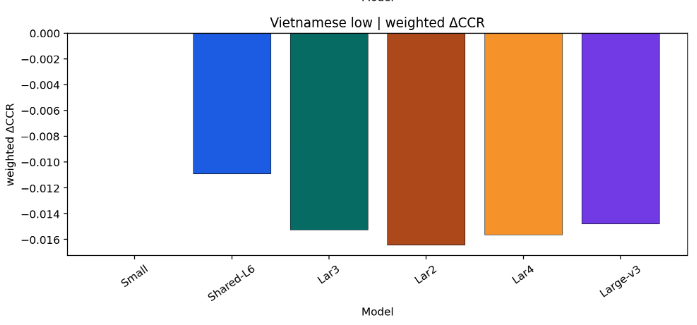 Vietnamese low | weighted ΔCCR
weighted ΔCCR
0.000
−0.002
−0.004
−0.006
−0.008
−0.010
−0.012
−0.014
−0.016
Small
Shared-L6
Lar3
Lar2
Lar4
Large-v3
Model